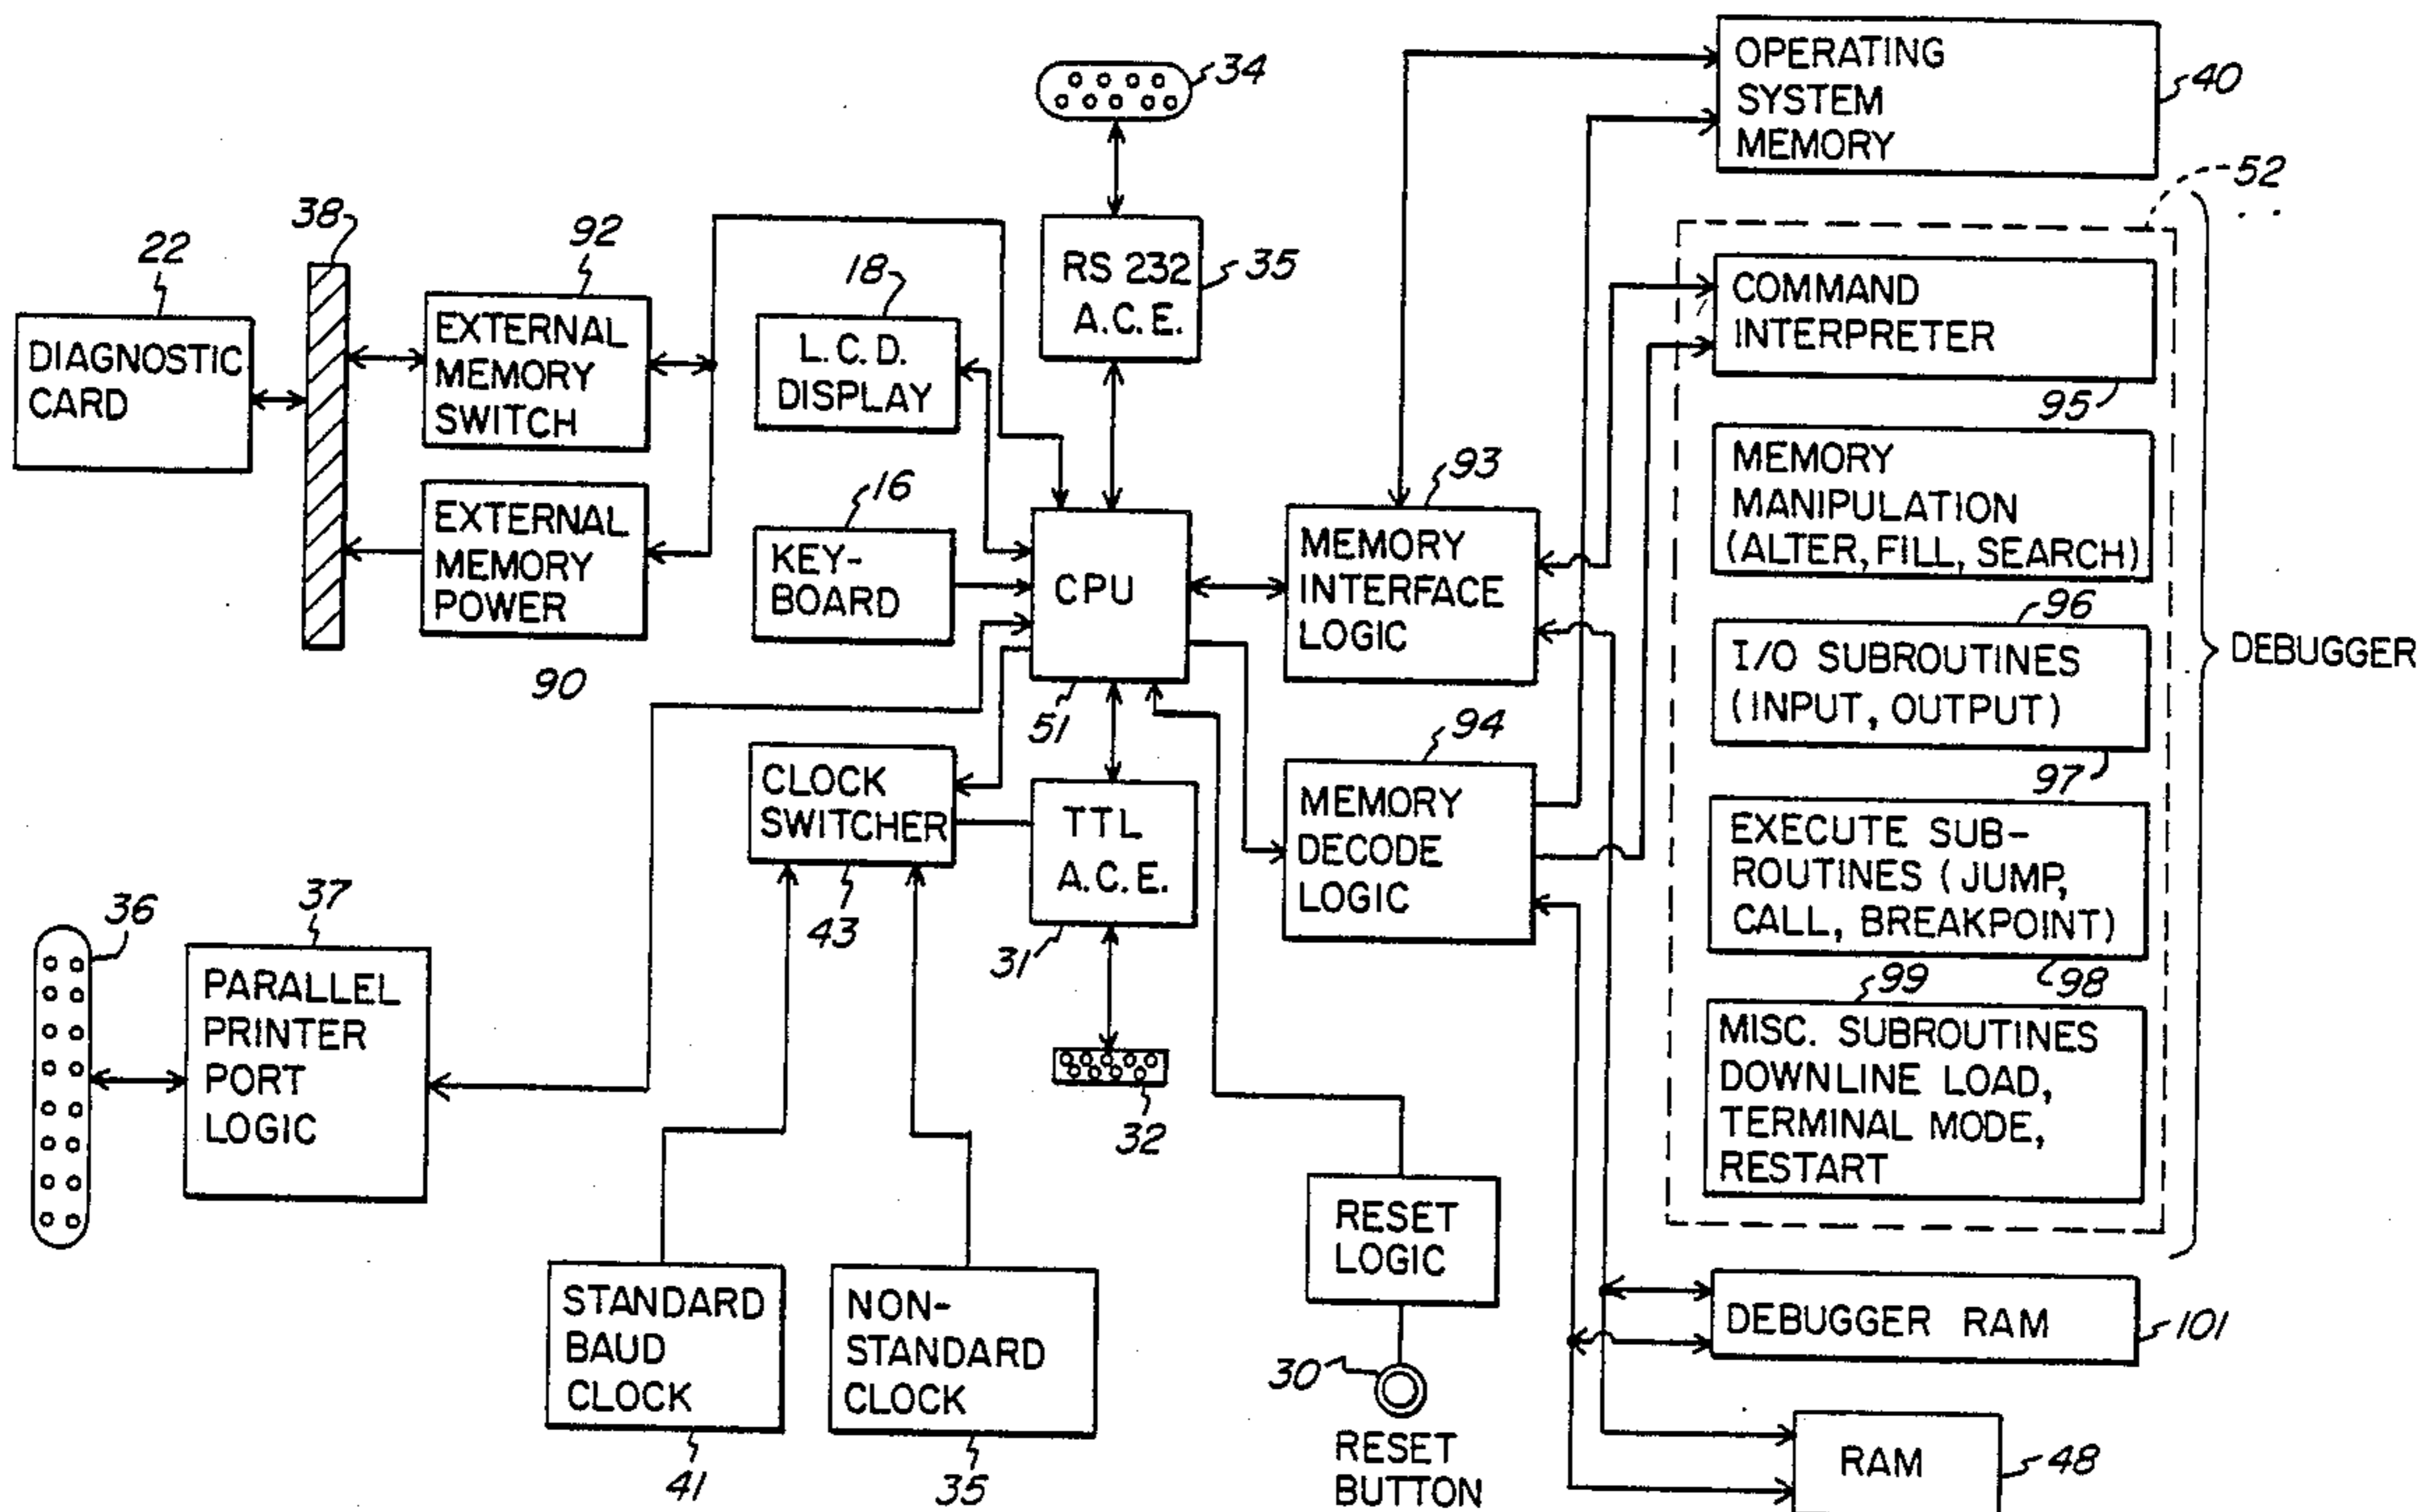 34
OPERATING
SYSTEM
MEMORY
40
52
38
22
92
18
RS 232
A.C.E.
35
DIAGNOSTIC
CARD
EXTERNAL
MEMORY
SWITCH
L.C.D.
DISPLAY
COMMAND
INTERPRETER
95
EXTERNAL
MEMORY
POWER
90
16
KEY-
BOARD
CPU
51
93
MEMORY
INTERFACE
LOGIC
MEMORY
MANIPULATION
(ALTER, FILL, SEARCH)
96
I/O SUBROUTINES
(INPUT, OUTPUT)
97
DEBUGGER
CLOCK
SWITCHER
43
TTL
A.C.E.
31
94
MEMORY
DECODE
LOGIC
EXECUTE SUB-
ROUTINES (JUMP,
CALL, BREAKPOINT)
98
36
37
PARALLEL
PRINTER
PORT
LOGIC
32
99
MISC. SUBROUTINES
DOWNLINE LOAD,
TERMINAL MODE,
RESTART
RESET
LOGIC
STANDARD
BAUD
CLOCK
41
NON-
STANDARD
CLOCK
35
30
RESET
BUTTON
DEBUGGER RAM
101
RAM
48